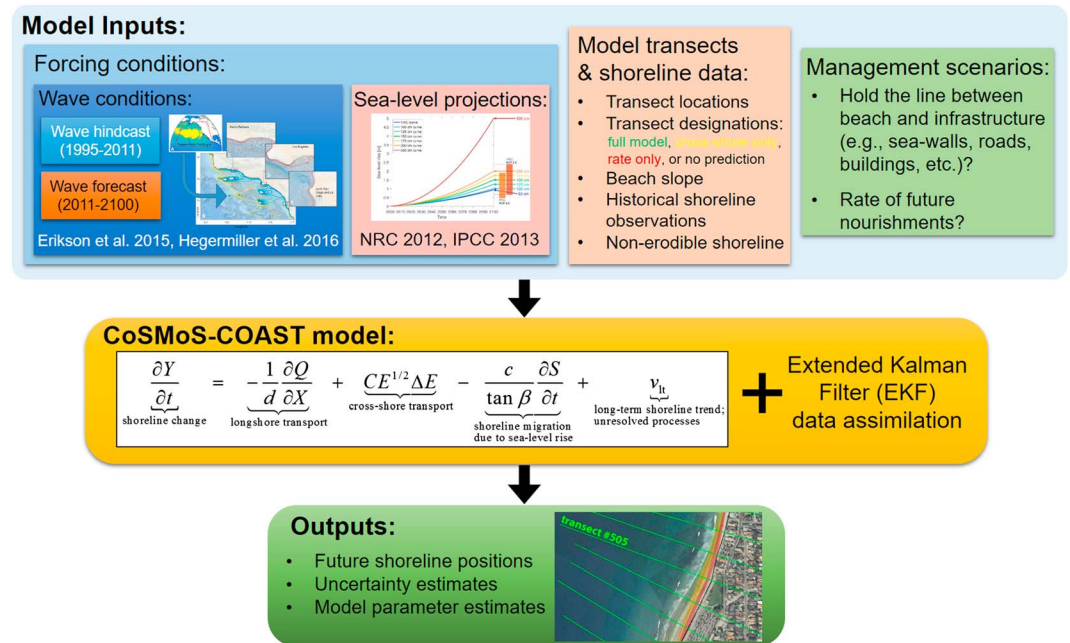 Model Inputs:
Forcing conditions:
Wave conditions:
Wave hindcast
(1995-2011)
Wave forecast
(2011-2100)
Erikson et al. 2015, Hegermiller et al. 2016
Sea-level projections:
Time
NRC 2012, IPCC 2013
Model transects
& shoreline data:
• Transect locations
• Transect designations:
full model, cross-shore only,
rate only, or no prediction
• Beach slope
• Historical shoreline
observations
• Non-erodible shoreline
Management scenarios:
• Hold the line between
beach and infrastructure
(e.g., sea-walls, roads,
buildings, etc.)?
• Rate of future
nourishments?
CoSMoS-COAST model:
∂Y/∂t = -1/d ∂Q/∂X + CE^1/2 ΔE - c/tan β ∂S/∂t + v_lt
shoreline change
longshore transport
cross-shore transport
shoreline migration
due to sea-level rise
long-term shoreline trend;
unresolved processes
+
Extended Kalman
Filter (EKF)
data assimilation
Outputs:
• Future shoreline positions
• Uncertainty estimates
• Model parameter estimates
transect #505